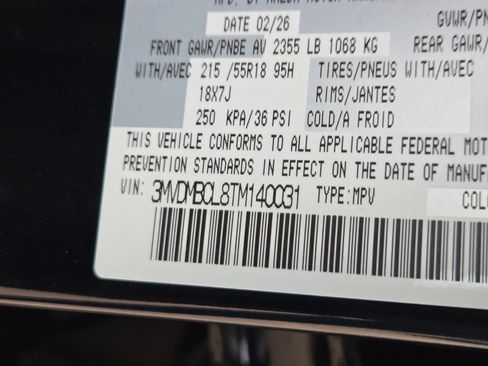 DATE 02/26 GVWR/PN
FRONT GAWR/PNBE AV 2355 LB 1068 KG REAR GAWR/
WITH/AVEC 215 /55R18 95H TIRES/PNEUS WITH/AVEC
18X7J RIMS/JANTES
250 KPA/36 PSI COLD/A FROID
THIS VEHICLE CONFORMS TO ALL APPLICABLE FEDERAL MOT
PREVENTION STANDARDS IN EFFECT ON THE DATE OF MANUF
VIN: 3MVDMBCL8TM140031 TYPE:MPV COL